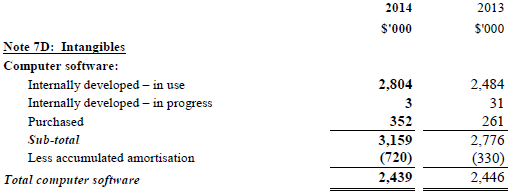 2014 2013
$'000 $'000
Note 7D: Intangibles
Computer software:
Internally developed – in use 2,804 2,484
Internally developed – in progress 3 31
Purchased 352 261
Sub-total 3,159 2,776
Less accumulated amortisation (720) (330)
Total computer software 2,439 2,446